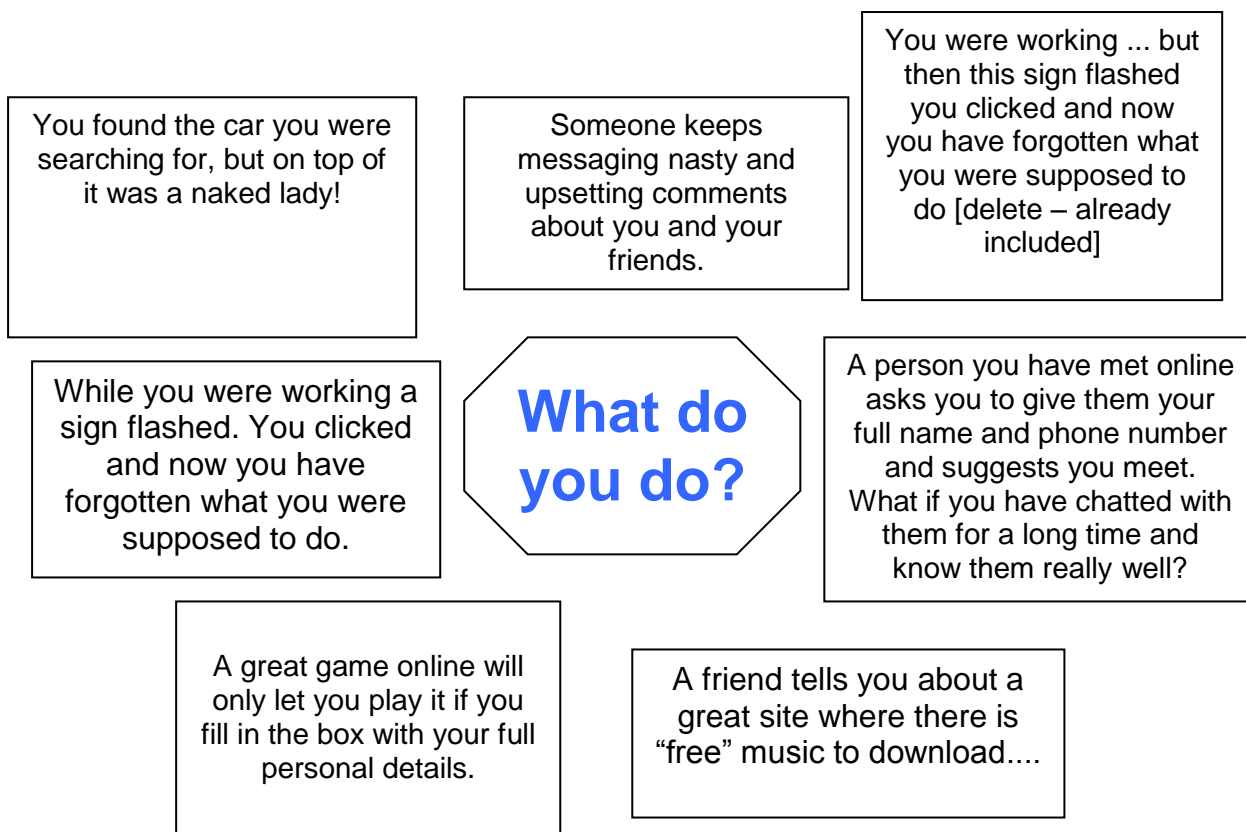 You found the car you were
searching for, but on top of
it was a naked lady!
Someone keeps
messaging nasty and
upsetting comments
about you and your
friends.
You were working ... but
then this sign flashed
you clicked and now
you have forgotten what
you were supposed to
do [delete – already
included]
While you were working a
sign flashed. You clicked
and now you have
forgotten what you were
supposed to do.
What do
you do?
A person you have met online
asks you to give them your
full name and phone number
and suggests you meet.
What if you have chatted with
them for a long time and
know them really well?
A great game online will
only let you play it if you
fill in the box with your full
personal details.
A friend tells you about a
great site where there is
“free” music to download....